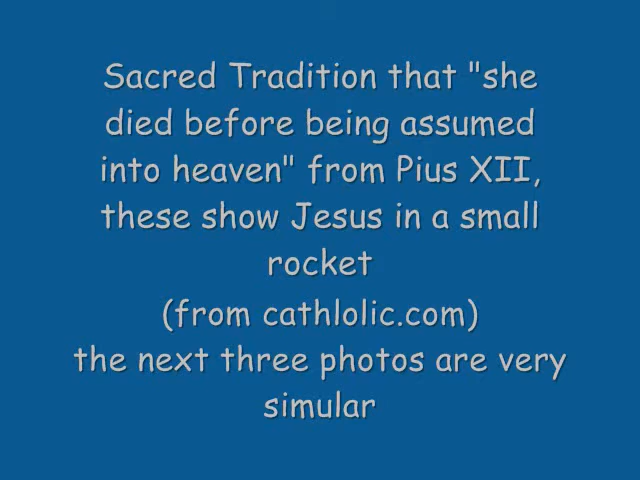 Sacred Tradition that "she
died before being assumed
into heaven" from Pius XII,
these show Jesus in a small
rocket
(from cathlolic.com)
the next three photos are very
simular